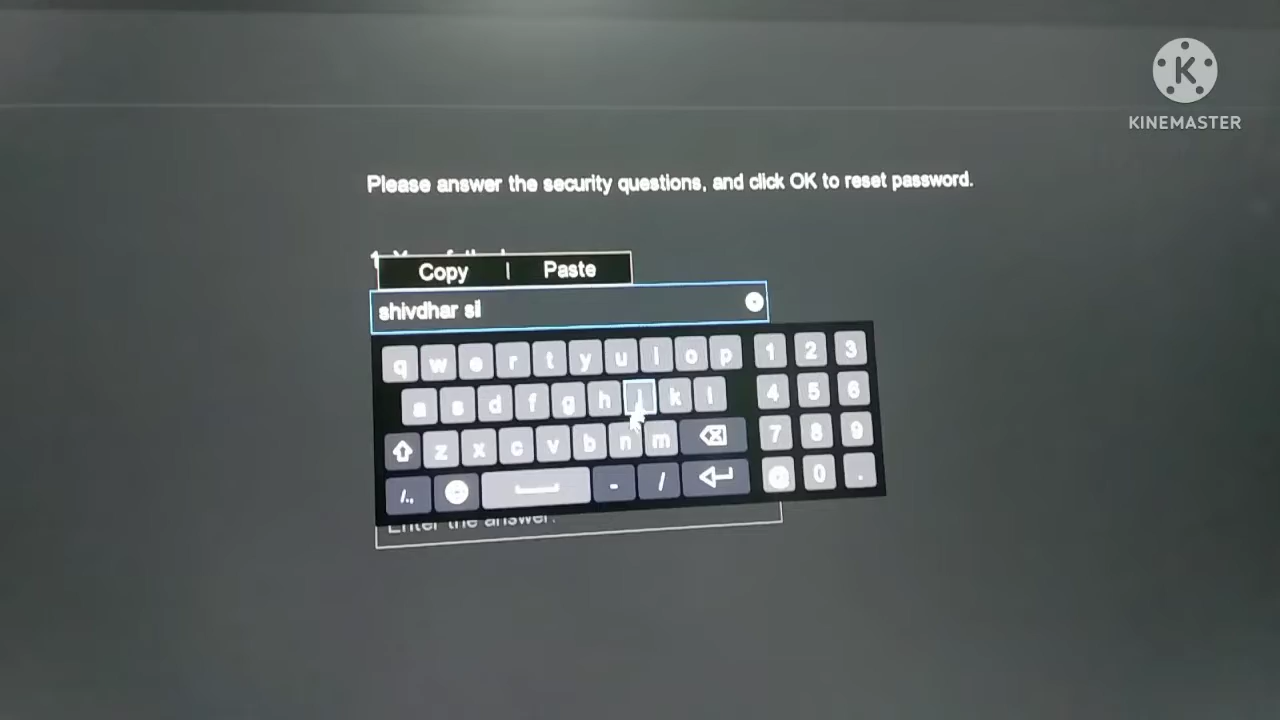 KINEMASTER
Please answer the security questions, and click OK to reset password.
Copy | Paste
shivdhar si
q w e r t y u i o p 1 2 3
a s d f g h j k l 4 5 6
z x c v b n m 7 8 9
/., - / @ 0 .
Enter the answer.